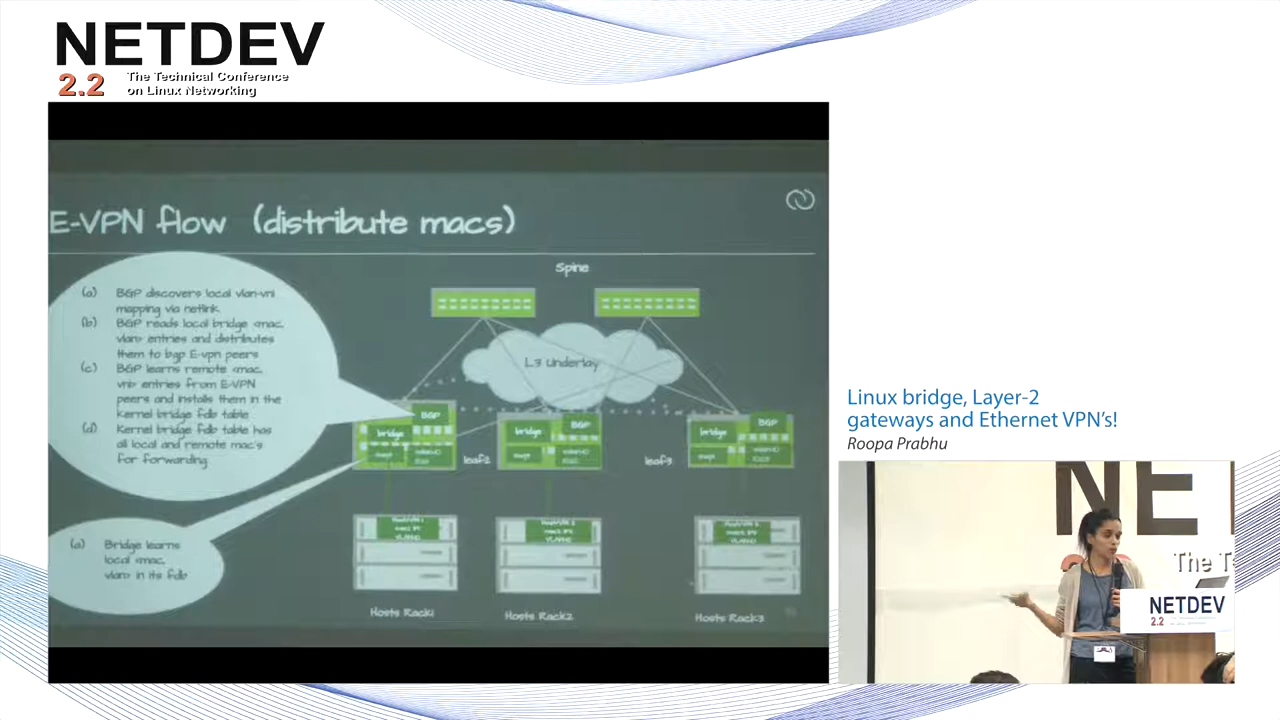 NETDEV
2.2
The Technical Conference
on Linux Networking
E-VPN flow (distribute macs)
(a) BGP discovers local vlan-vni
mapping via netlink
(b) BGP reads local bridge <mac,
vlan> entries and distributes
them to bgp E-vpn peers
(c) BGP learns remote <mac,
vni> entries from E-VPN
peers and installs them in the
kernel bridge fdb table
(d) Kernel bridge fdb table has
all local and remote mac's
for forwarding
(a) Bridge learns
local <mac,
vlan> in its fdb
Spine
L3 Underlay
BGP
bridge
leaf2
BGP
bridge
leaf3
BGP
bridge
Hosts Rack1
Hosts Rack2
Hosts Rack3
Linux bridge, Layer-2
gateways and Ethernet VPN's!
Roopa Prabhu
NE
The Te
NETDEV
2.2